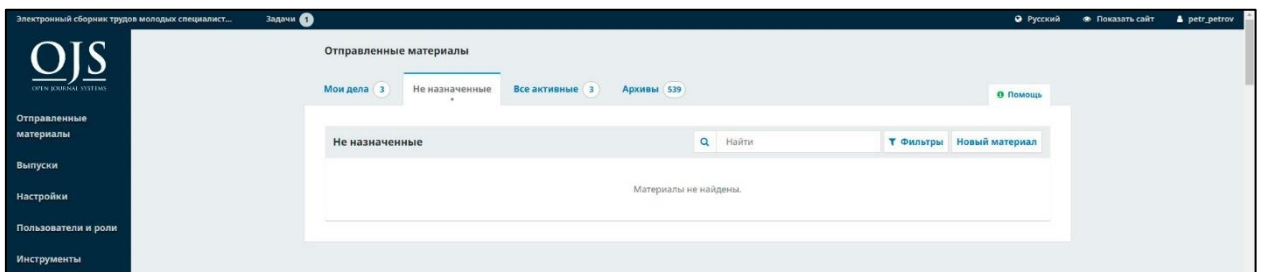 Электронный сборник трудов молодых специалист... Задачи 1 Русский Показать сайт petr_petrov
OJS
OPEN JOURNAL SYSTEMS
Отправленные материалы
Мои дела 3 Не назначенные Все активные 3 Архивы 539 Помощь
Отправленные
материалы
Не назначенные Найти Фильтры Новый материал
Выпуски
Материалы не найдены.
Настройки
Пользователи и роли
Инструменты